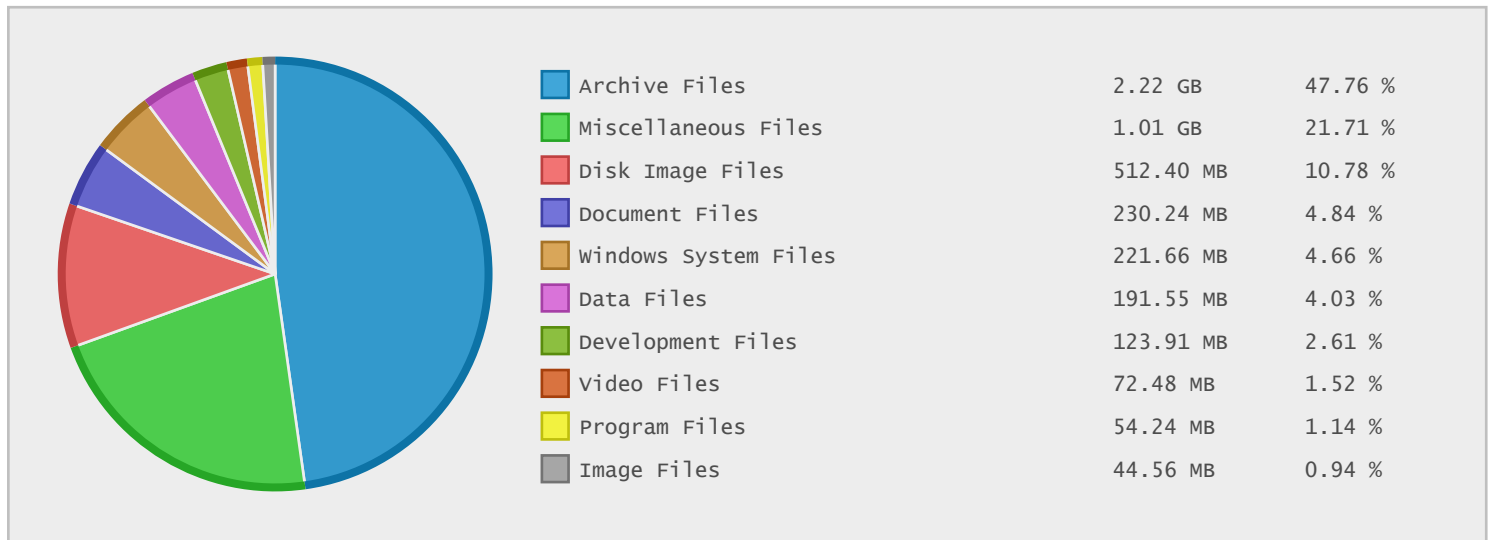 Archive Files 2.22 GB 47.76 %
Miscellaneous Files 1.01 GB 21.71 %
Disk Image Files 512.40 MB 10.78 %
Document Files 230.24 MB 4.84 %
Windows System Files 221.66 MB 4.66 %
Data Files 191.55 MB 4.03 %
Development Files 123.91 MB 2.61 %
Video Files 72.48 MB 1.52 %
Program Files 54.24 MB 1.14 %
Image Files 44.56 MB 0.94 %